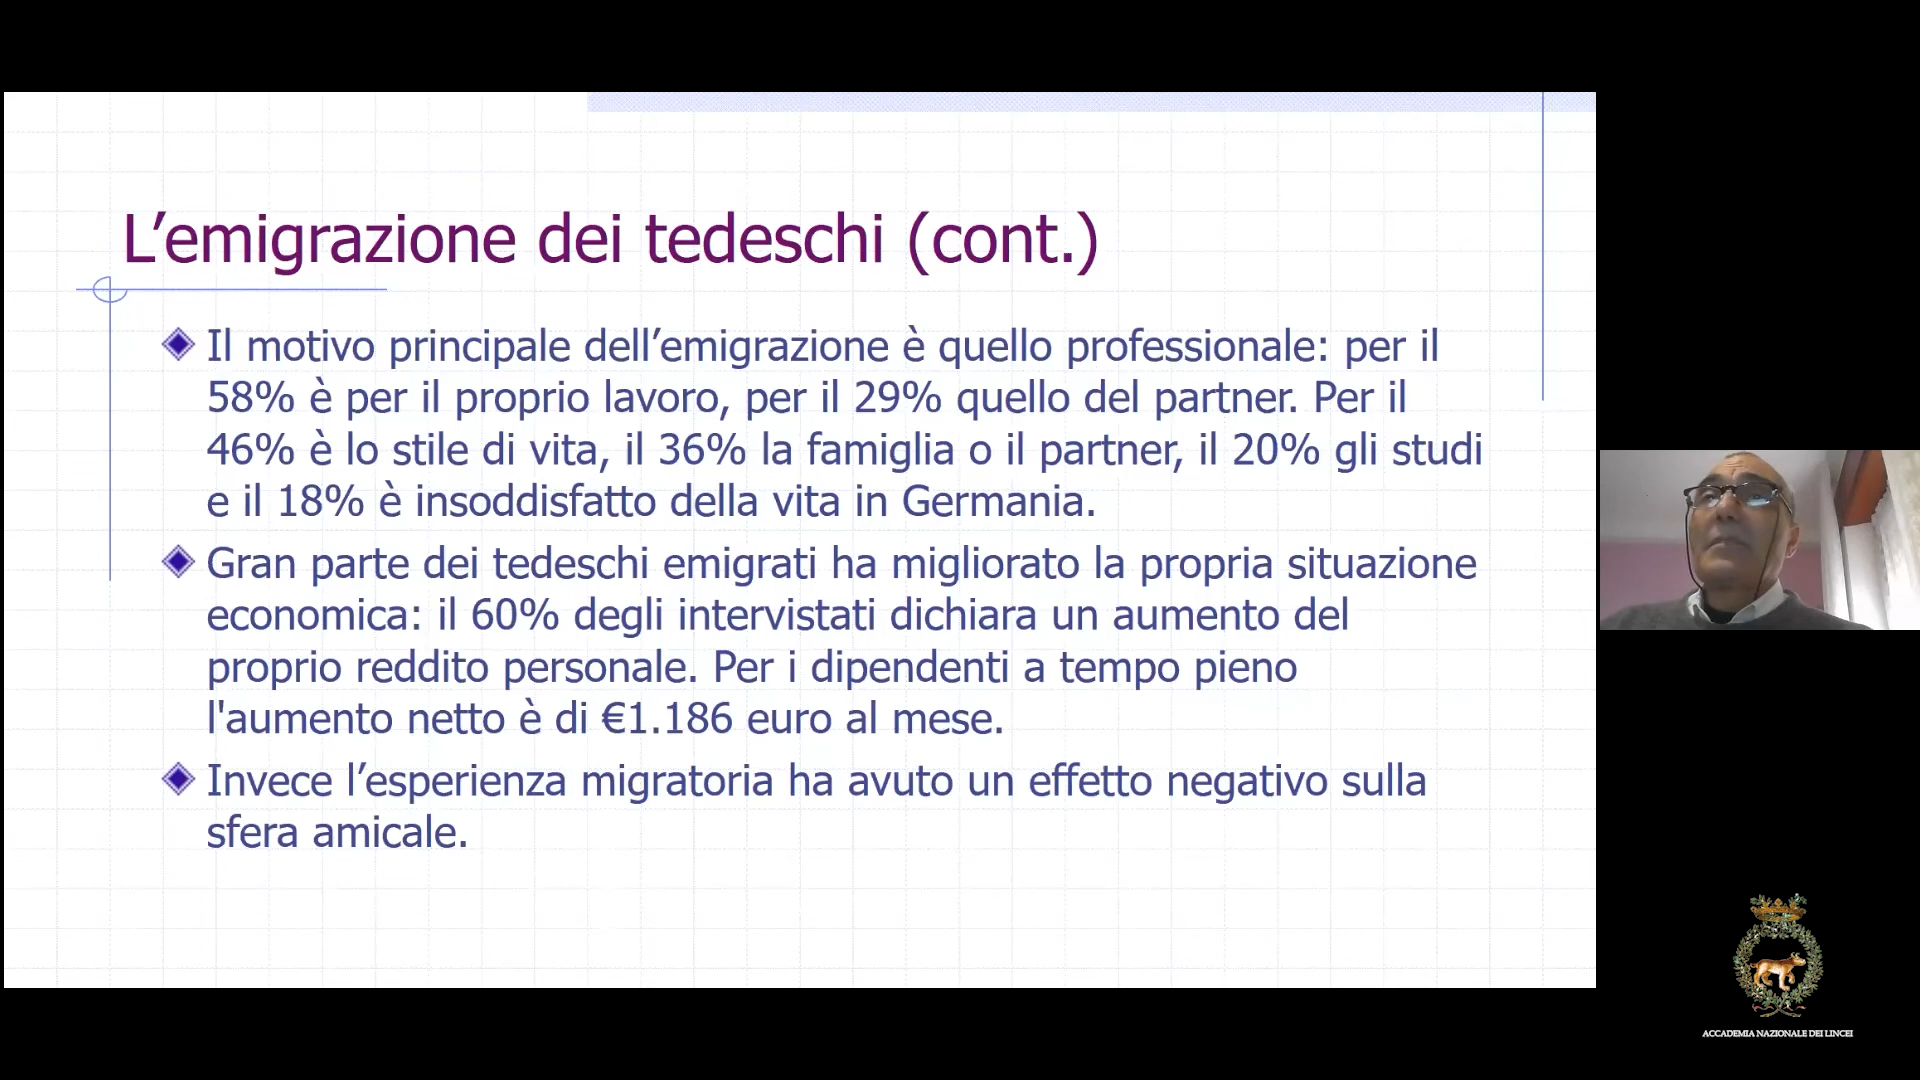 L’emigrazione dei tedeschi (cont.)
Il motivo principale dell’emigrazione è quello professionale: per il
58% è per il proprio lavoro, per il 29% quello del partner. Per il
46% è lo stile di vita, il 36% la famiglia o il partner, il 20% gli studi
e il 18% è insoddisfatto della vita in Germania.
Gran parte dei tedeschi emigrati ha migliorato la propria situazione
economica: il 60% degli intervistati dichiara un aumento del
proprio reddito personale. Per i dipendenti a tempo pieno
l'aumento netto è di €1.186 euro al mese.
Invece l’esperienza migratoria ha avuto un effetto negativo sulla
sfera amicale.
ACCADEMIA NAZIONALE DEI LINCEI